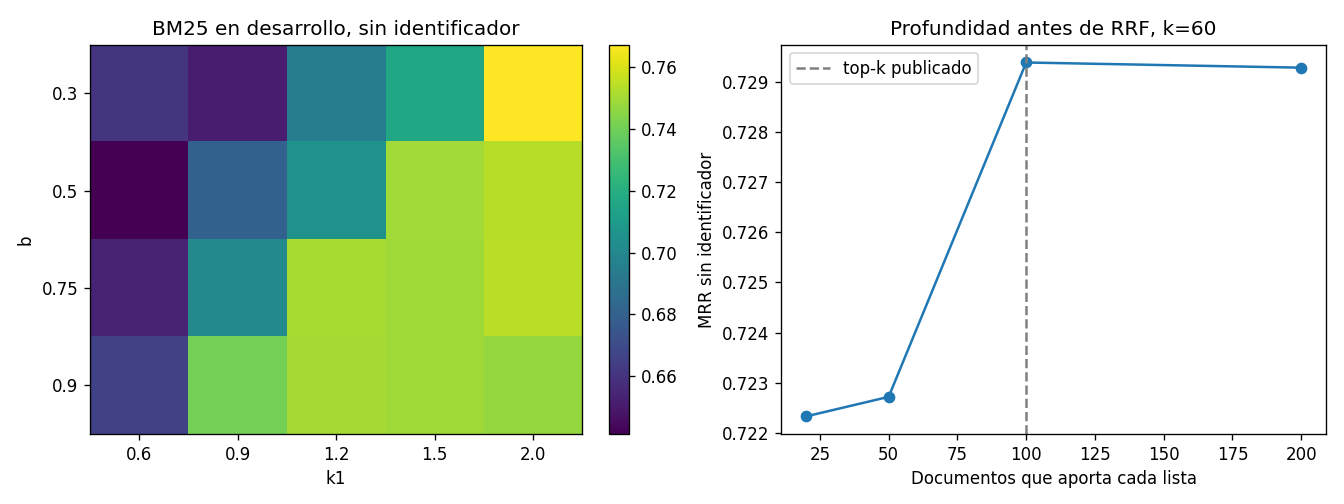 BM25 en desarrollo, sin identificador
b
0.3
0.5
0.75
0.9
0.6 0.9 1.2 1.5 2.0
k1
0.76
0.74
0.72
0.70
0.68
0.66
Profundidad antes de RRF, k=60
top-k publicado
MRR sin identificador
0.729
0.728
0.727
0.726
0.725
0.724
0.723
0.722
25 50 75 100 125 150 175 200
Documentos que aporta cada lista